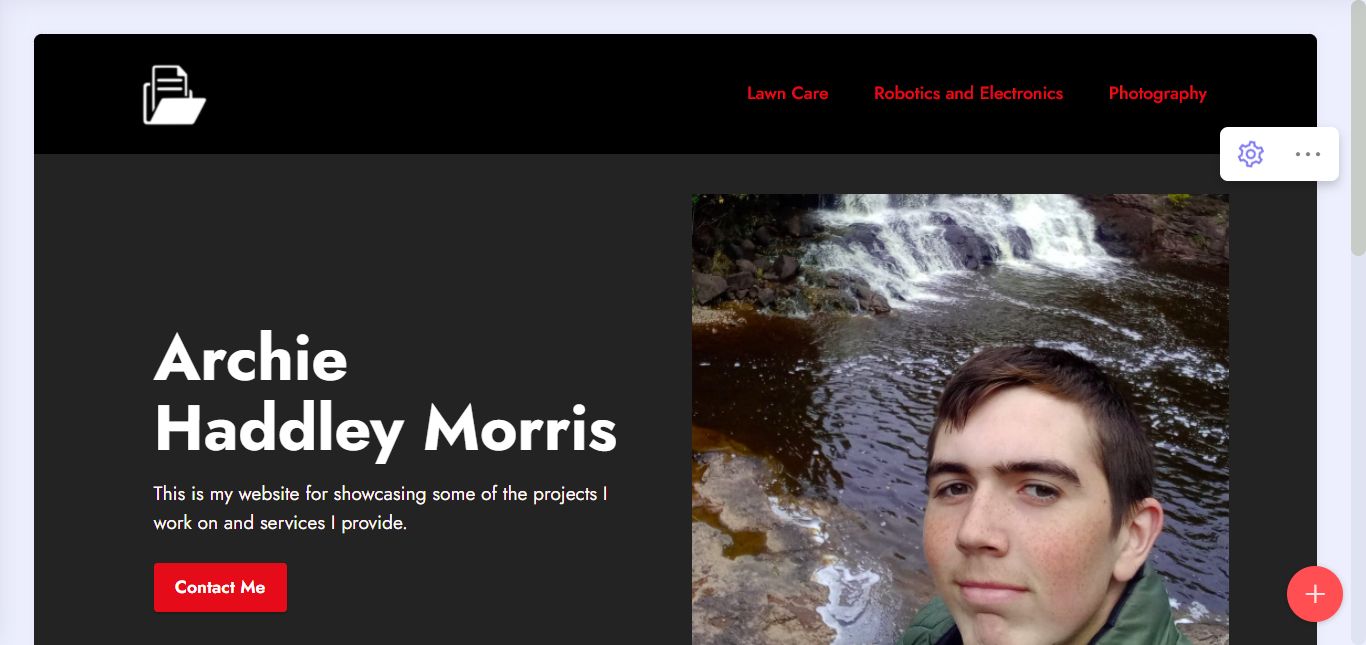 Lawn Care Robotics and Electronics Photography
Archie
Haddley Morris
This is my website for showcasing some of the projects I
work on and services I provide.
Contact Me